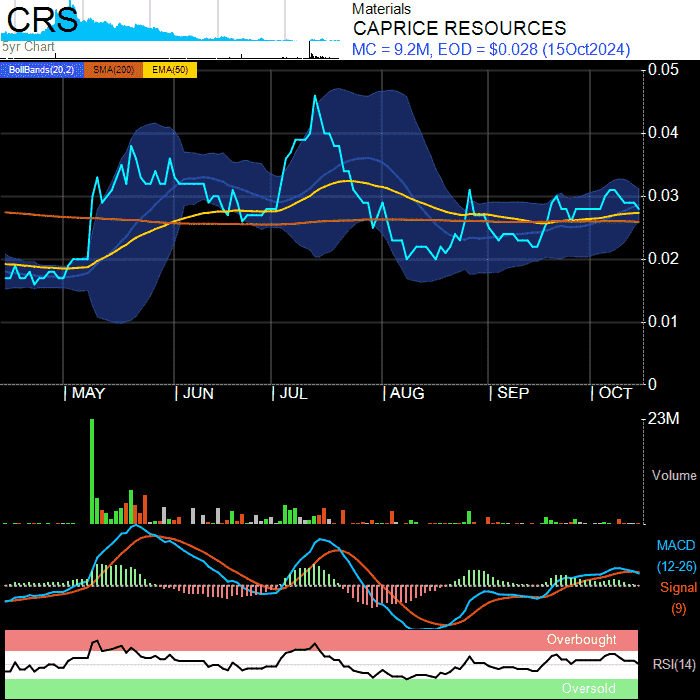 CRS
5yr Chart
Materials
CAPRICE RESOURCES
MC = 9.2M, EOD = $0.028 (15Oct2024)
BollBands(20,2) SMA(200) EMA(50)
0.05
0.04
0.03
0.02
0.01
0
MAY JUN JUL AUG SEP OCT
23M
Volume
MACD
(12-26)
Signal
(9)
Overbought
RSI(14)
Oversold